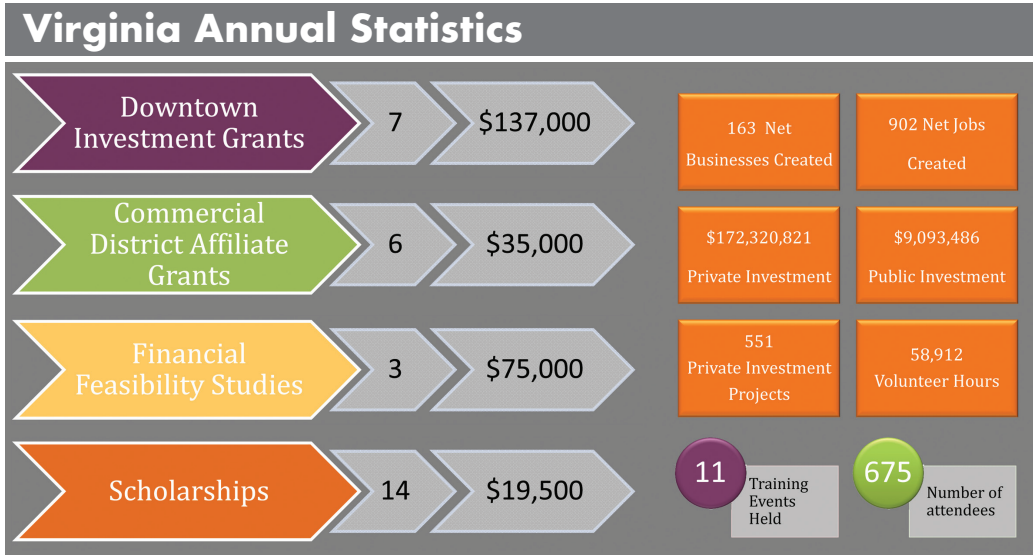 Virginia Annual Statistics
Downtown
Investment Grants
7
$137,000
Commercial
District Affiliate
Grants
6
$35,000
Financial
Feasibility Studies
3
$75,000
Scholarships
14
$19,500
163 Net
Businesses Created
902 Net Jobs
Created
$172,320,821
Private Investment
$9,093,486
Public Investment
551
Private Investment
Projects
58,912
Volunteer Hours
11
Training
Events
Held
675
Number of
attendees